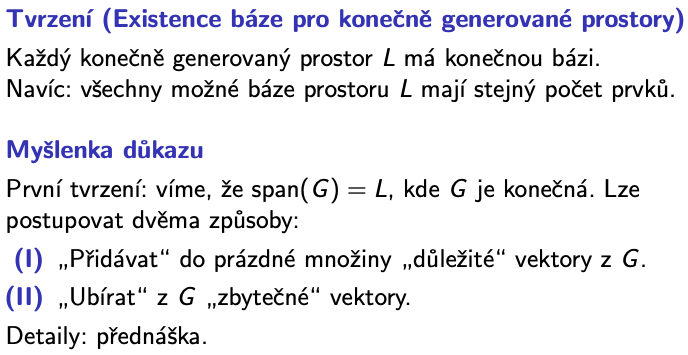 Tvrzení (Existence báze pro konečně generované prostory)
Každý konečně generovaný prostor L má konečnou bázi.
Navíc: všechny možné báze prostoru L mají stejný počet prvků.
Myšlenka důkazu
První tvrzení: víme, že span(G) = L, kde G je konečná. Lze
postupovat dvěma způsoby:
(I) „Přidávat“ do prázdné množiny „důležité“ vektory z G.
(II) „Ubírat“ z G „zbytečné“ vektory.
Detaily: přednáška.